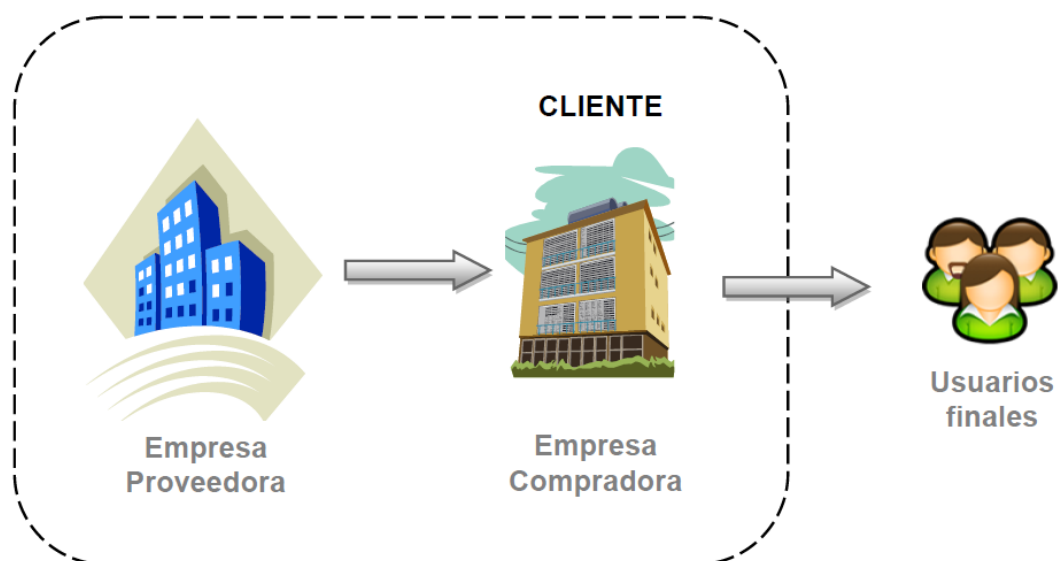 CLIENTE
Empresa
Proveedora
Empresa
Compradora
Usuarios
finales